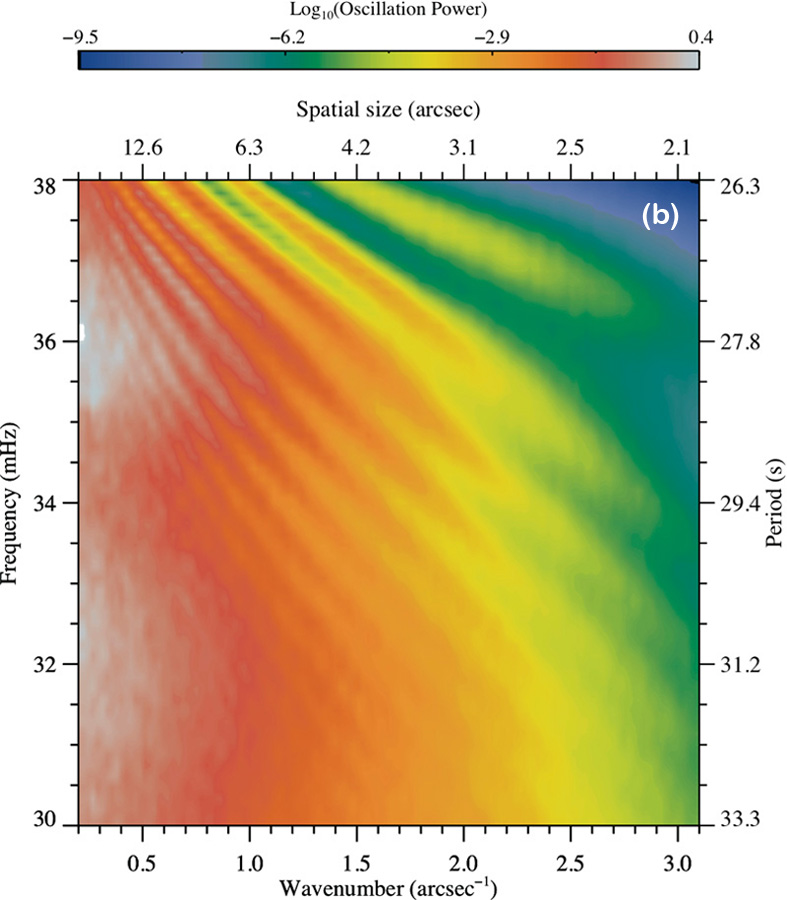 Log₁₀(Oscillation Power)
−9.5 −6.2 −2.9 0.4
Spatial size (arcsec)
12.6 6.3 4.2 3.1 2.5 2.1
38 26.3
(b)
36 27.8
34 29.4
32 31.2
30 33.3
Frequency (mHz)
Period (s)
0.5 1.0 1.5 2.0 2.5 3.0
Wavenumber (arcsec⁻¹)